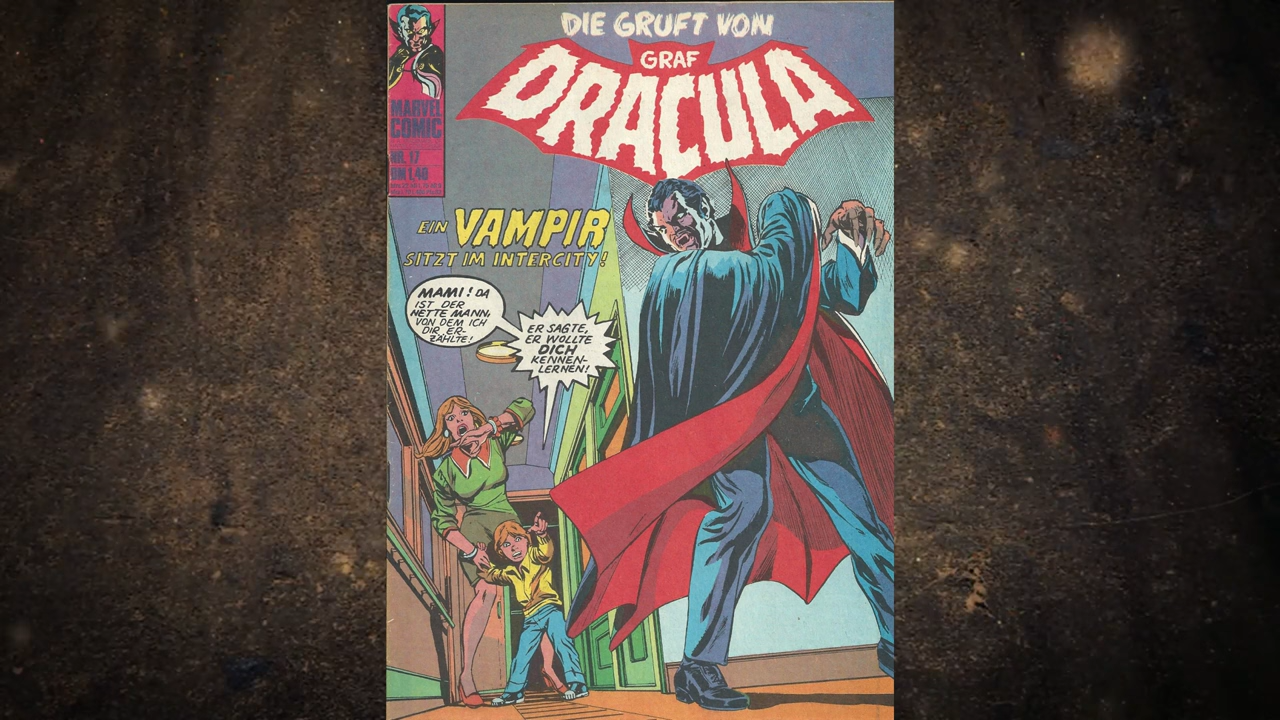 DIE GRUFT VON
GRAF
DRACULA
MARVEL
COMIC
NR. 17
DM 1,40
EIN VAMPIR
SITZT IM INTERCITY!
MAMI! DA
IST DER
NETTE MANN,
VON DEM ICH
DIR ER-
ZÄHLTE!
ER SAGTE,
ER WOLLTE
DICH
KENNEN-
LERNEN!